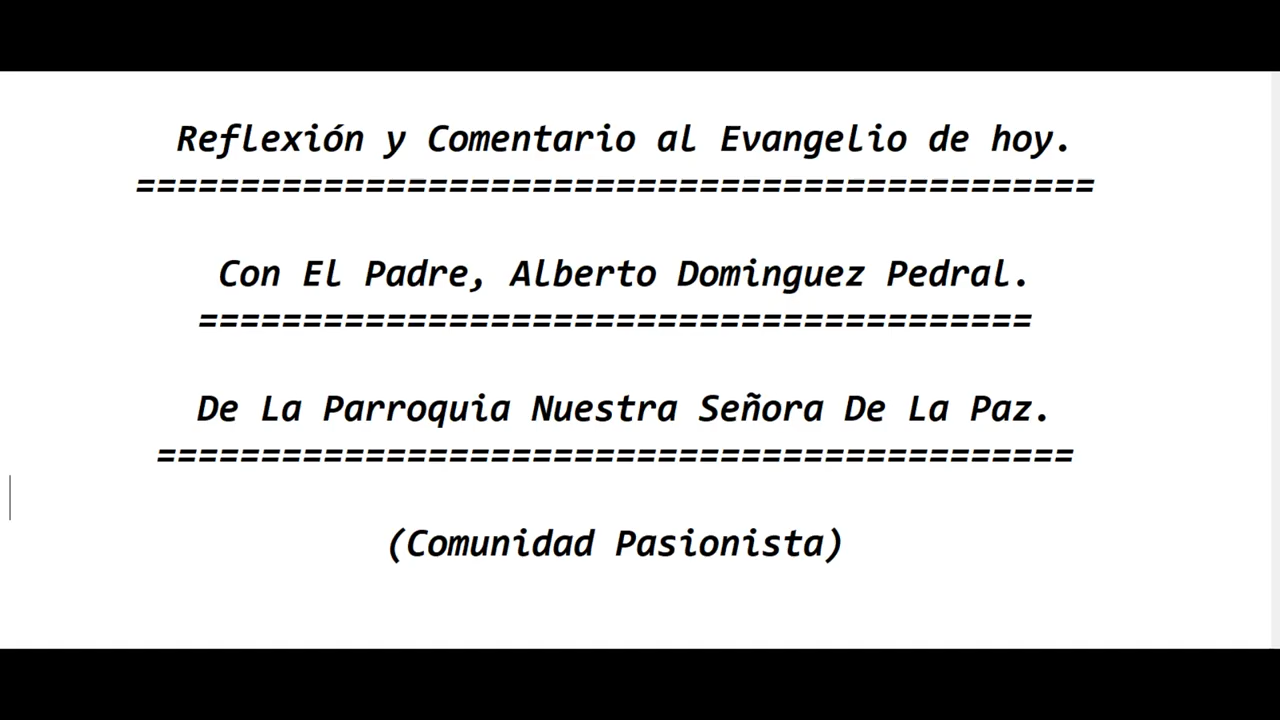 Reflexión y Comentario al Evangelio de hoy.
==============================================
Con El Padre, Alberto Dominguez Pedral.
========================================
De La Parroquia Nuestra Señora De La Paz.
============================================
(Comunidad Pasionista)